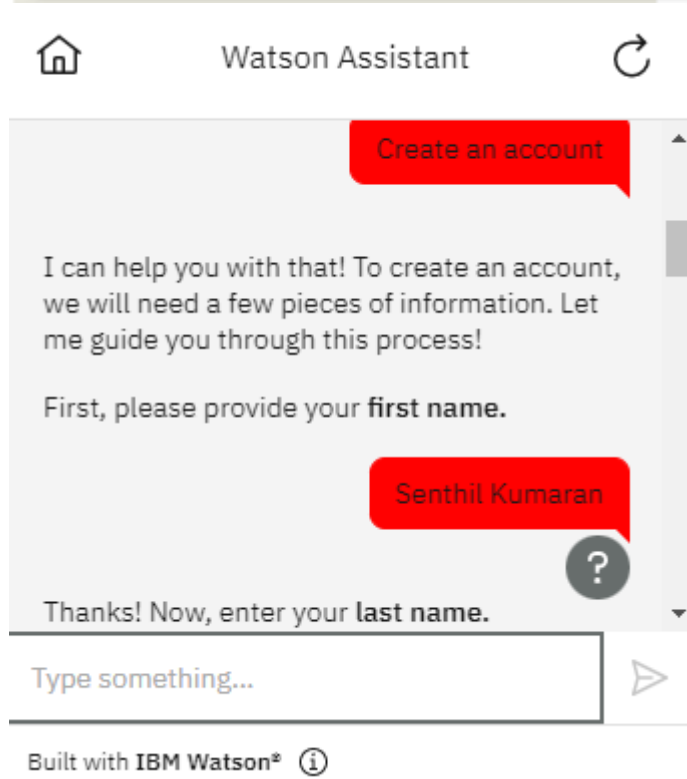 Watson Assistant
Create an account
I can help you with that! To create an account,
we will need a few pieces of information. Let
me guide you through this process!
First, please provide your first name.
Senthil Kumaran
?
Thanks! Now, enter your last name.
Type something...
Built with IBM Watson®